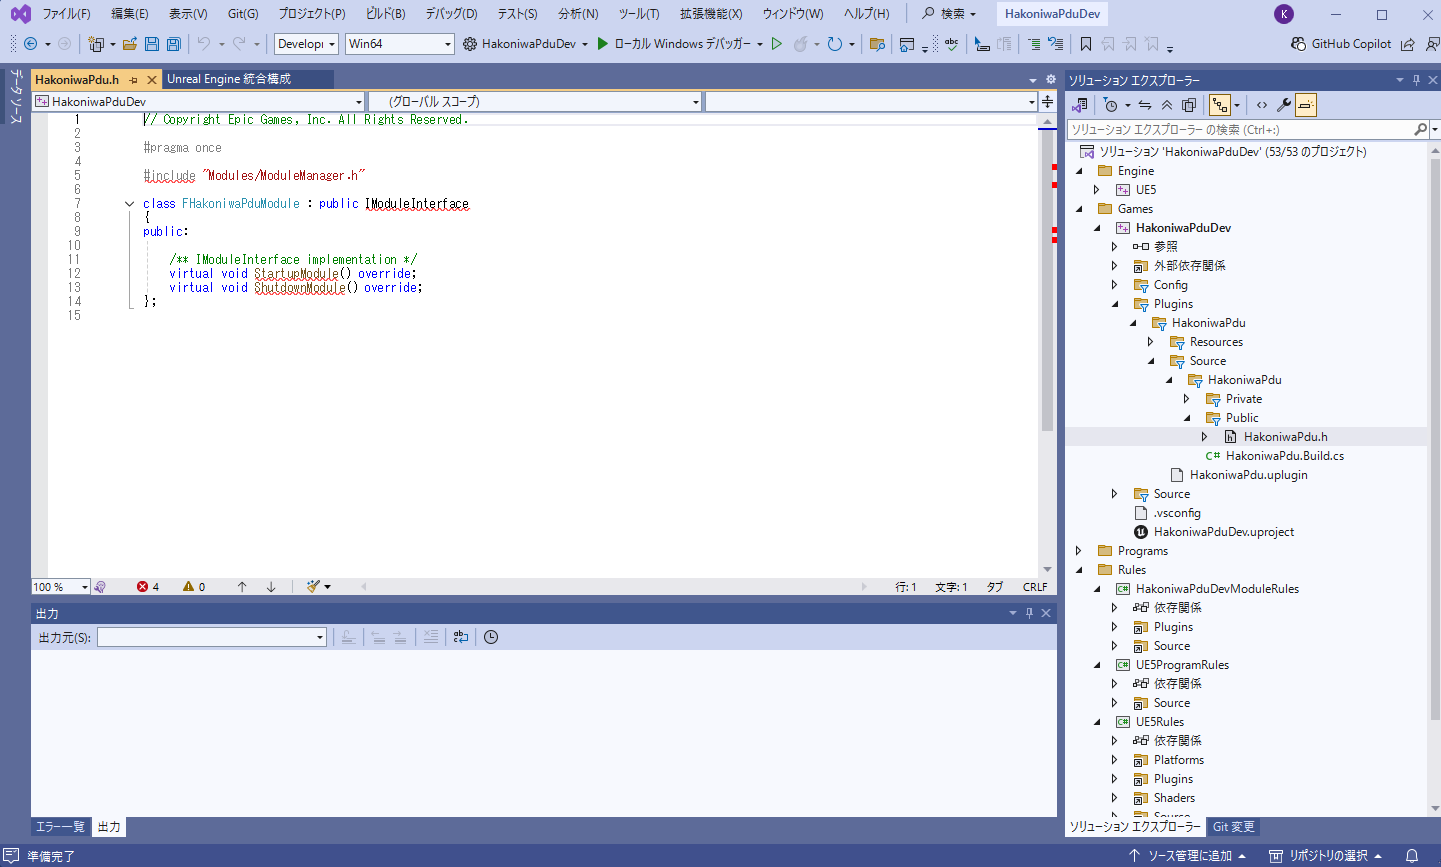 ファイル(F) 編集(E) 表示(V) Git(G) プロジェクト(P) ビルド(B) デバッグ(D) テスト(S) 分析(N) ツール(T) 拡張機能(X) ウィンドウ(W) ヘルプ(H) 検索 HakoniwaPduDev K
Developı Win64 HakoniwaPduDev ローカル Windows デバッガー GitHub Copilot
データ ソース
HakoniwaPdu.h Unreal Engine 統合構成
HakoniwaPduDev (グローバル スコープ)
1 // Copyright Epic Games, Inc. All Rights Reserved.
2
3 #pragma once
4
5 #include "Modules/ModuleManager.h"
6
7 class FHakoniwaPduModule : public IModuleInterface
8 {
9 public:
10
11 /** IModuleInterface implementation */
12 virtual void StartupModule() override;
13 virtual void ShutdownModule() override;
14 };
15
100 % 4 0 行: 1 文字: 1 タブ CRLF
出力
出力元(S):
エラー一覧 出力
ソリューション エクスプローラー
ソリューション エクスプローラー の検索 (Ctrl+:)
ソリューション 'HakoniwaPduDev' (53/53 のプロジェクト)
Engine
UE5
Games
HakoniwaPduDev
参照
外部依存関係
Config
Plugins
HakoniwaPdu
Resources
Source
HakoniwaPdu
Private
Public
HakoniwaPdu.h
C# HakoniwaPdu.Build.cs
HakoniwaPdu.uplugin
Source
.vsconfig
HakoniwaPduDev.uproject
Programs
Rules
HakoniwaPduDevModuleRules
依存関係
Plugins
Source
UE5ProgramRules
依存関係
Source
UE5Rules
依存関係
Platforms
Plugins
Shaders
Source
ソリューション エクスプローラー Git 変更
準備完了 ソース管理に追加 リポジトリの選択